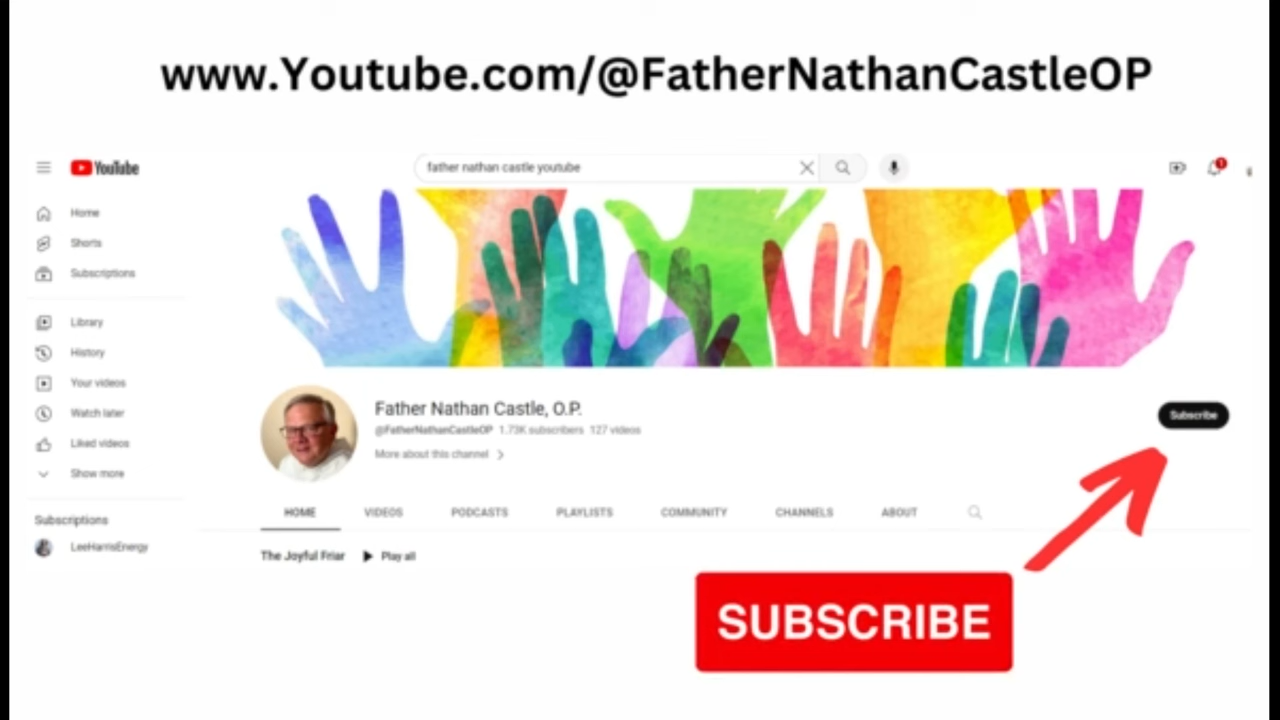 www.Youtube.com/@FatherNathanCastleOP
YouTube
father nathan castle youtube
1
Home
Shorts
Subscriptions
Library
History
Your videos
Watch later
Liked videos
Show more
Subscriptions
LeeHarrisEnergy
Father Nathan Castle, O.P.
@FatherNathanCastleOP 1.73K subscribers 127 videos
More about this channel
Subscribe
HOME VIDEOS PODCASTS PLAYLISTS COMMUNITY CHANNELS ABOUT
The Joyful Friar Play all
SUBSCRIBE